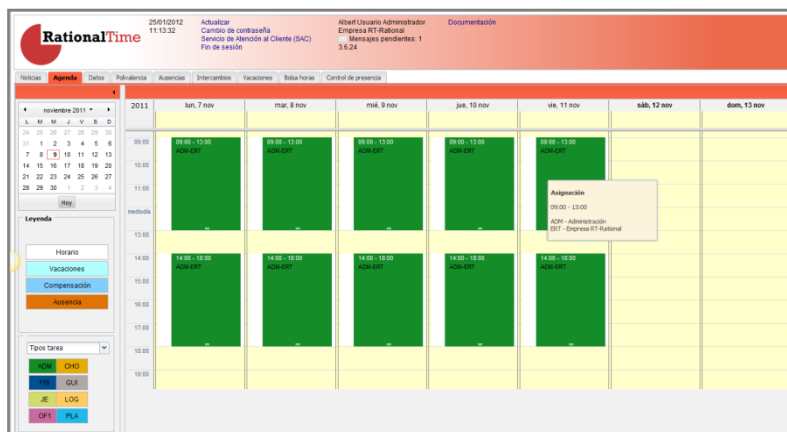 RationalTime
25/01/2012
11:13:32
Actualizar
Cambio de contraseña
Servicio de Atención al Cliente (SAC)
Fin de sesión
Albert Usuario Administrador
Empresa RT-Rational
Mensajes pendientes: 1
3.6.24
Documentación
Noticias Agenda Datos Polivalencia Ausencias Intercambios Vacaciones Bolsa horas Control de presencia
noviembre 2011
L M M J V S D
24 25 26 27 28 29 30
31 1 2 3 4 5 6
7 8 9 10 11 12 13
14 15 16 17 18 19 20
21 22 23 24 25 26 27
28 29 30 1 2 3 4
Hoy
Leyenda
Horario
Vacaciones
Compensación
Ausencia
Tipos tarea
ADM CHO
GUI
JE LOG
OF1 PLA
2011 lun, 7 nov mar, 8 nov mié, 9 nov jue, 10 nov vie, 11 nov sáb, 12 nov dom, 13 nov
09:00
10:00
11:00
mediodía
13:00
14:00
15:00
16:00
17:00
18:00
19:00
09:00 - 13:00 09:00 - 13:00 09:00 - 13:00 09:00 - 13:00 09:00 - 13:00
ADM-ERT ADM-ERT ADM-ERT ADM-ERT ADM-ERT
Asignación
09:00 - 13:00
ADM - Administración
ERT - Empresa RT-Rational
14:00 - 18:00 14:00 - 18:00 14:00 - 18:00 14:00 - 18:00 14:00 - 18:00
ADM-ERT ADM-ERT ADM-ERT ADM-ERT ADM-ERT